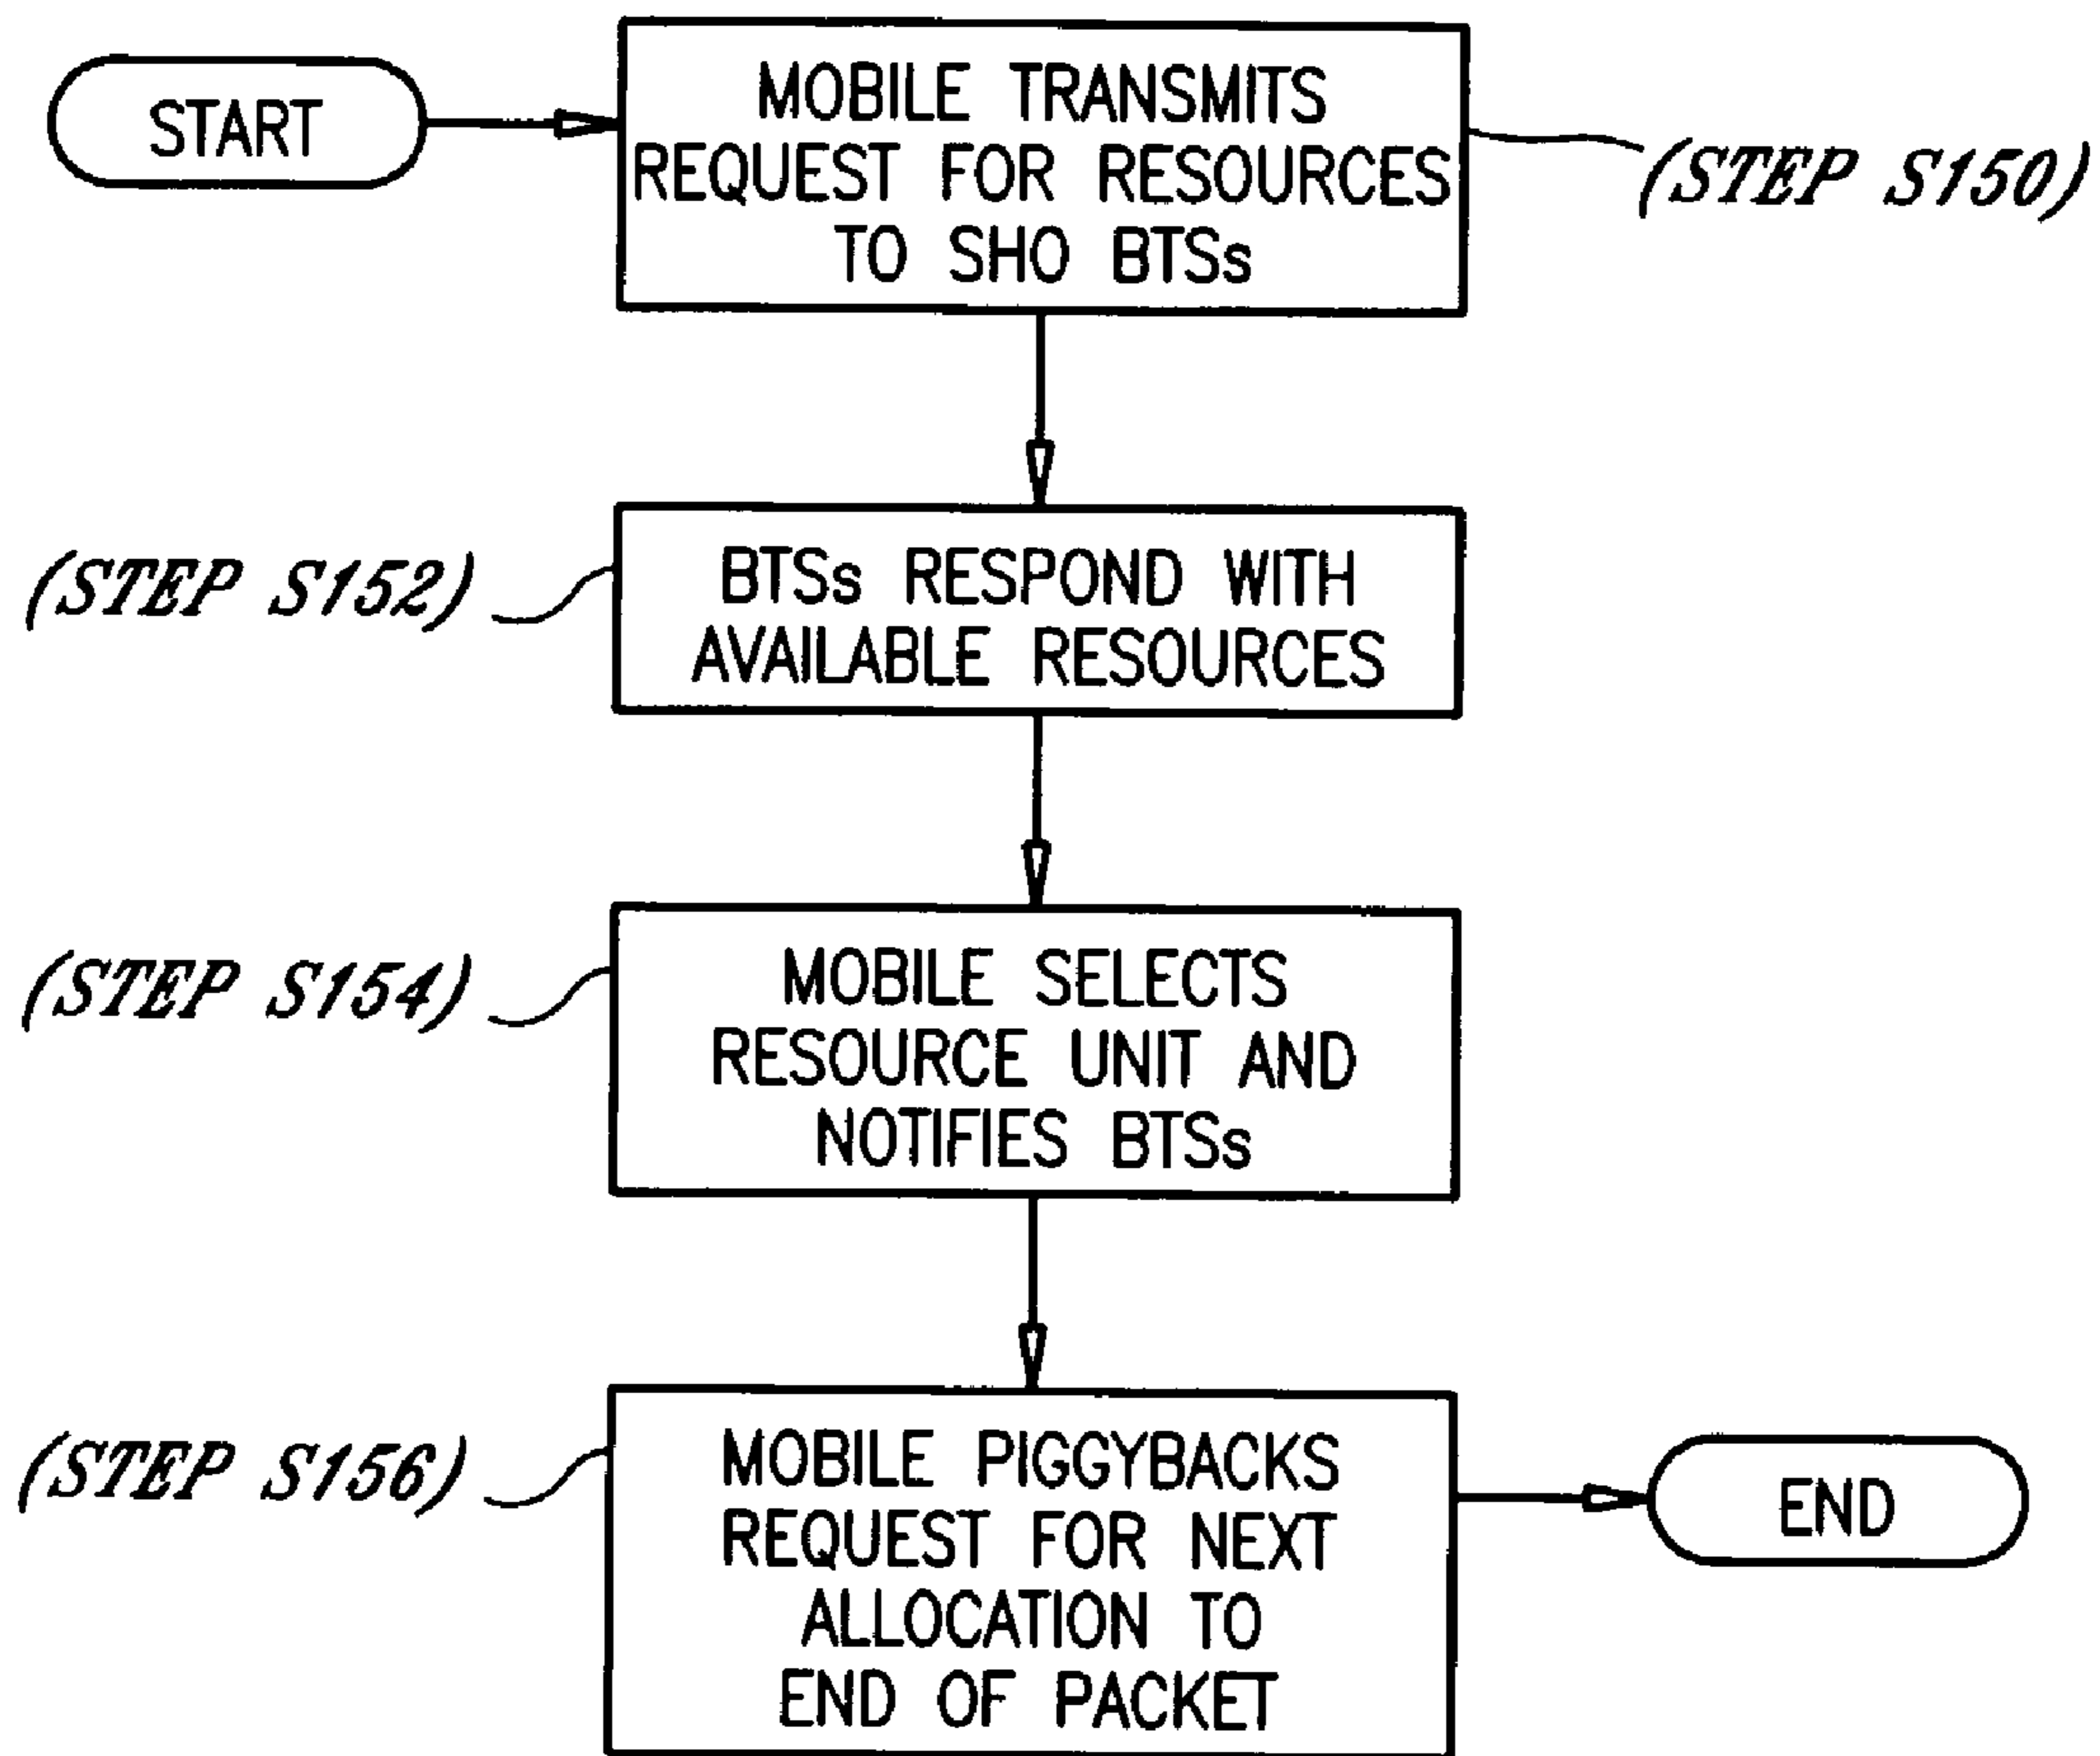 START
MOBILE TRANSMITS
REQUEST FOR RESOURCES
TO SHO BTSs
(STEP S150)
(STEP S152)
BTSs RESPOND WITH
AVAILABLE RESOURCES
(STEP S154)
MOBILE SELECTS
RESOURCE UNIT AND
NOTIFIES BTSs
(STEP S156)
MOBILE PIGGYBACKS
REQUEST FOR NEXT
ALLOCATION TO
END OF PACKET
END